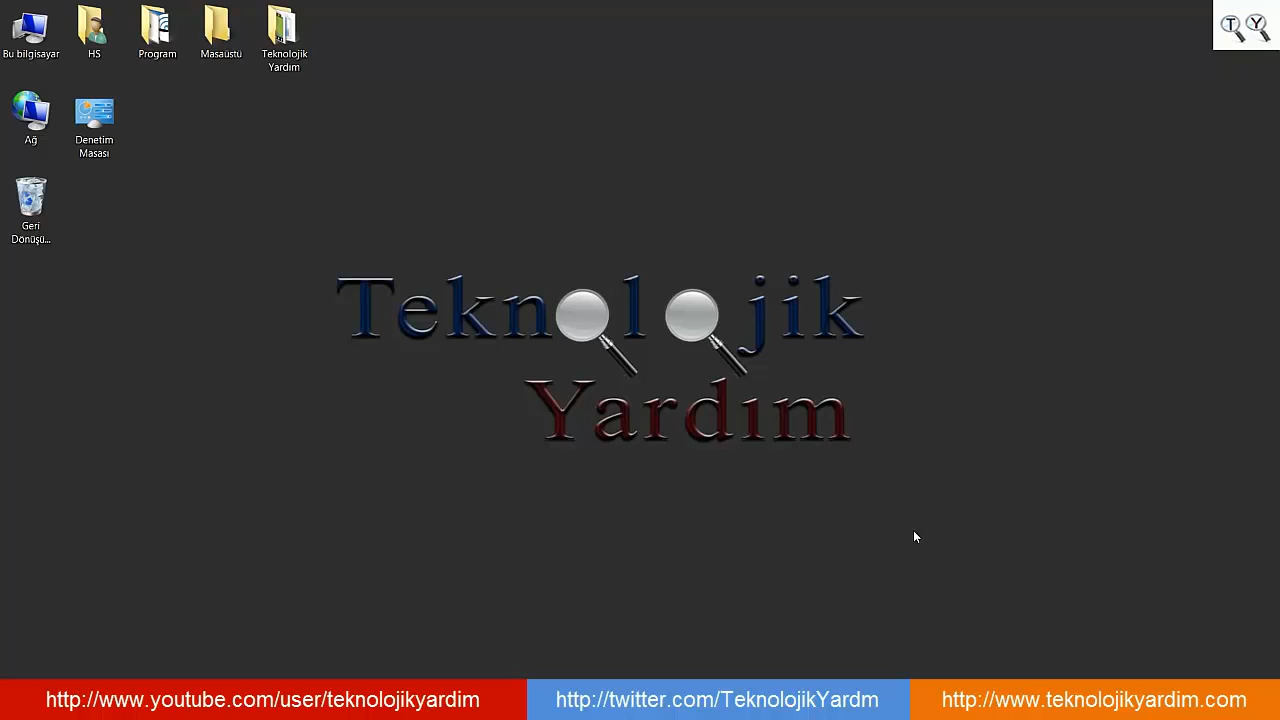 Bu bilgisayar
HS
Program
Masaüstü
Teknolojik
Yardım
T Y
Ağ
Denetim
Masası
Geri
Dönüşü...
Teknolojik
Yardım
http://www.youtube.com/user/teknolojikyardim
http://twitter.com/TeknolojikYardm
http://www.teknolojikyardim.com